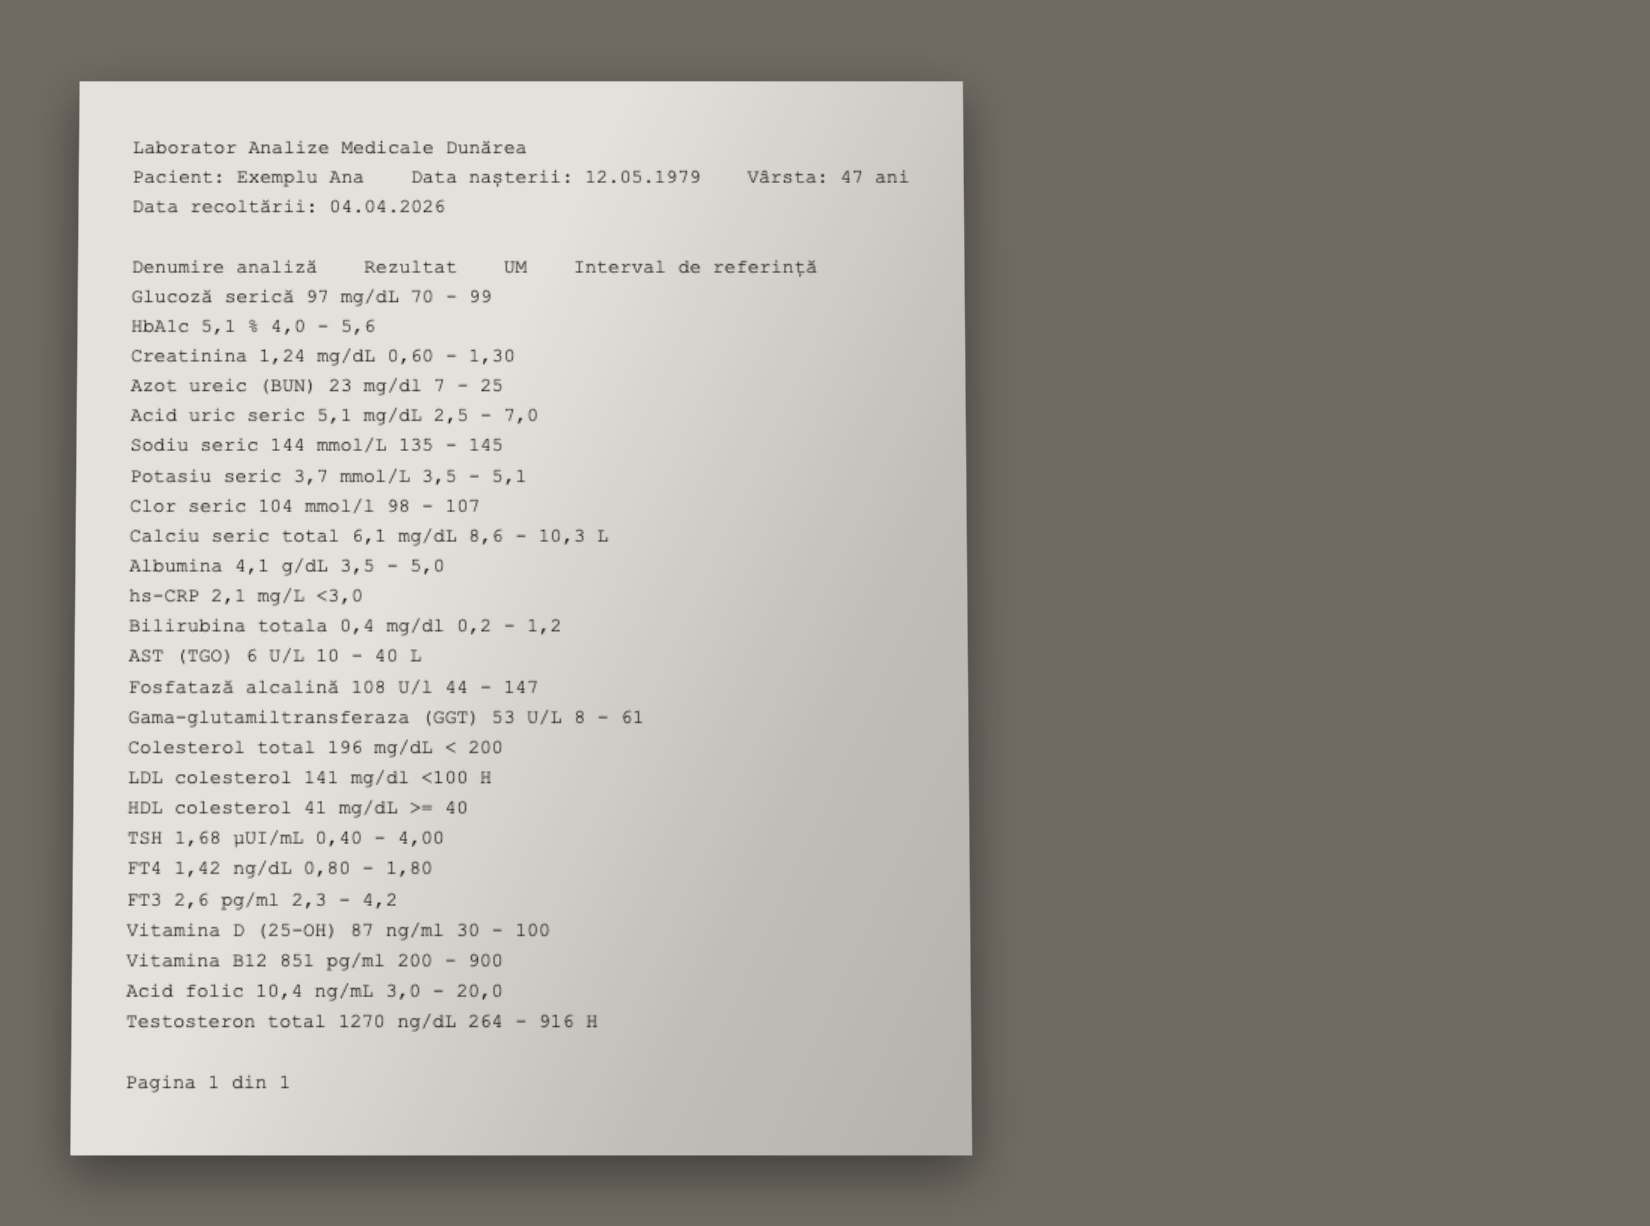 Laborator Analize Medicale Dunărea
Pacient: Exemplu Ana    Data nașterii: 12.05.1979    Vârsta: 47 ani
Data recoltării: 04.04.2026
Denumire analiză    Rezultat    UM    Interval de referință
Glucoză serică 97 mg/dL 70 - 99
HbA1c 5,1 % 4,0 - 5,6
Creatinina 1,24 mg/dL 0,60 - 1,30
Azot ureic (BUN) 23 mg/dl 7 - 25
Acid uric seric 5,1 mg/dL 2,5 - 7,0
Sodiu seric 144 mmol/L 135 - 145
Potasiu seric 3,7 mmol/L 3,5 - 5,1
Clor seric 104 mmol/l 98 - 107
Calciu seric total 6,1 mg/dL 8,6 - 10,3 L
Albumina 4,1 g/dL 3,5 - 5,0
hs-CRP 2,1 mg/L <3,0
Bilirubina totala 0,4 mg/dl 0,2 - 1,2
AST (TGO) 6 U/L 10 - 40 L
Fosfatază alcalină 108 U/l 44 - 147
Gama-glutamiltransferaza (GGT) 53 U/L 8 - 61
Colesterol total 196 mg/dL < 200
LDL colesterol 141 mg/dl <100 H
HDL colesterol 41 mg/dL >= 40
TSH 1,68 µUI/mL 0,40 - 4,00
FT4 1,42 ng/dL 0,80 - 1,80
FT3 2,6 pg/ml 2,3 - 4,2
Vitamina D (25-OH) 87 ng/ml 30 - 100
Vitamina B12 851 pg/ml 200 - 900
Acid folic 10,4 ng/mL 3,0 - 20,0
Testosteron total 1270 ng/dL 264 - 916 H
Pagina 1 din 1